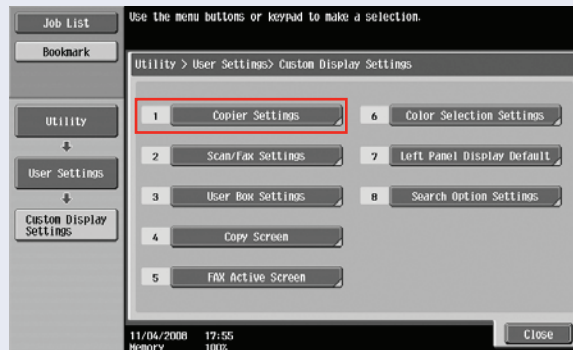 Job List
Bookmark
Use the menu buttons or keypad to make a selection.
Utility > User Settings> Custom Display Settings
Utility
User Settings
Custom Display
Settings
1 Copier Settings
2 Scan/Fax Settings
3 User Box Settings
4 Copy Screen
5 FAX Active Screen
6 Color Selection Settings
7 Left Panel Display Default
8 Search Option Settings
11/04/2008 17:55
Memory 100%
Close